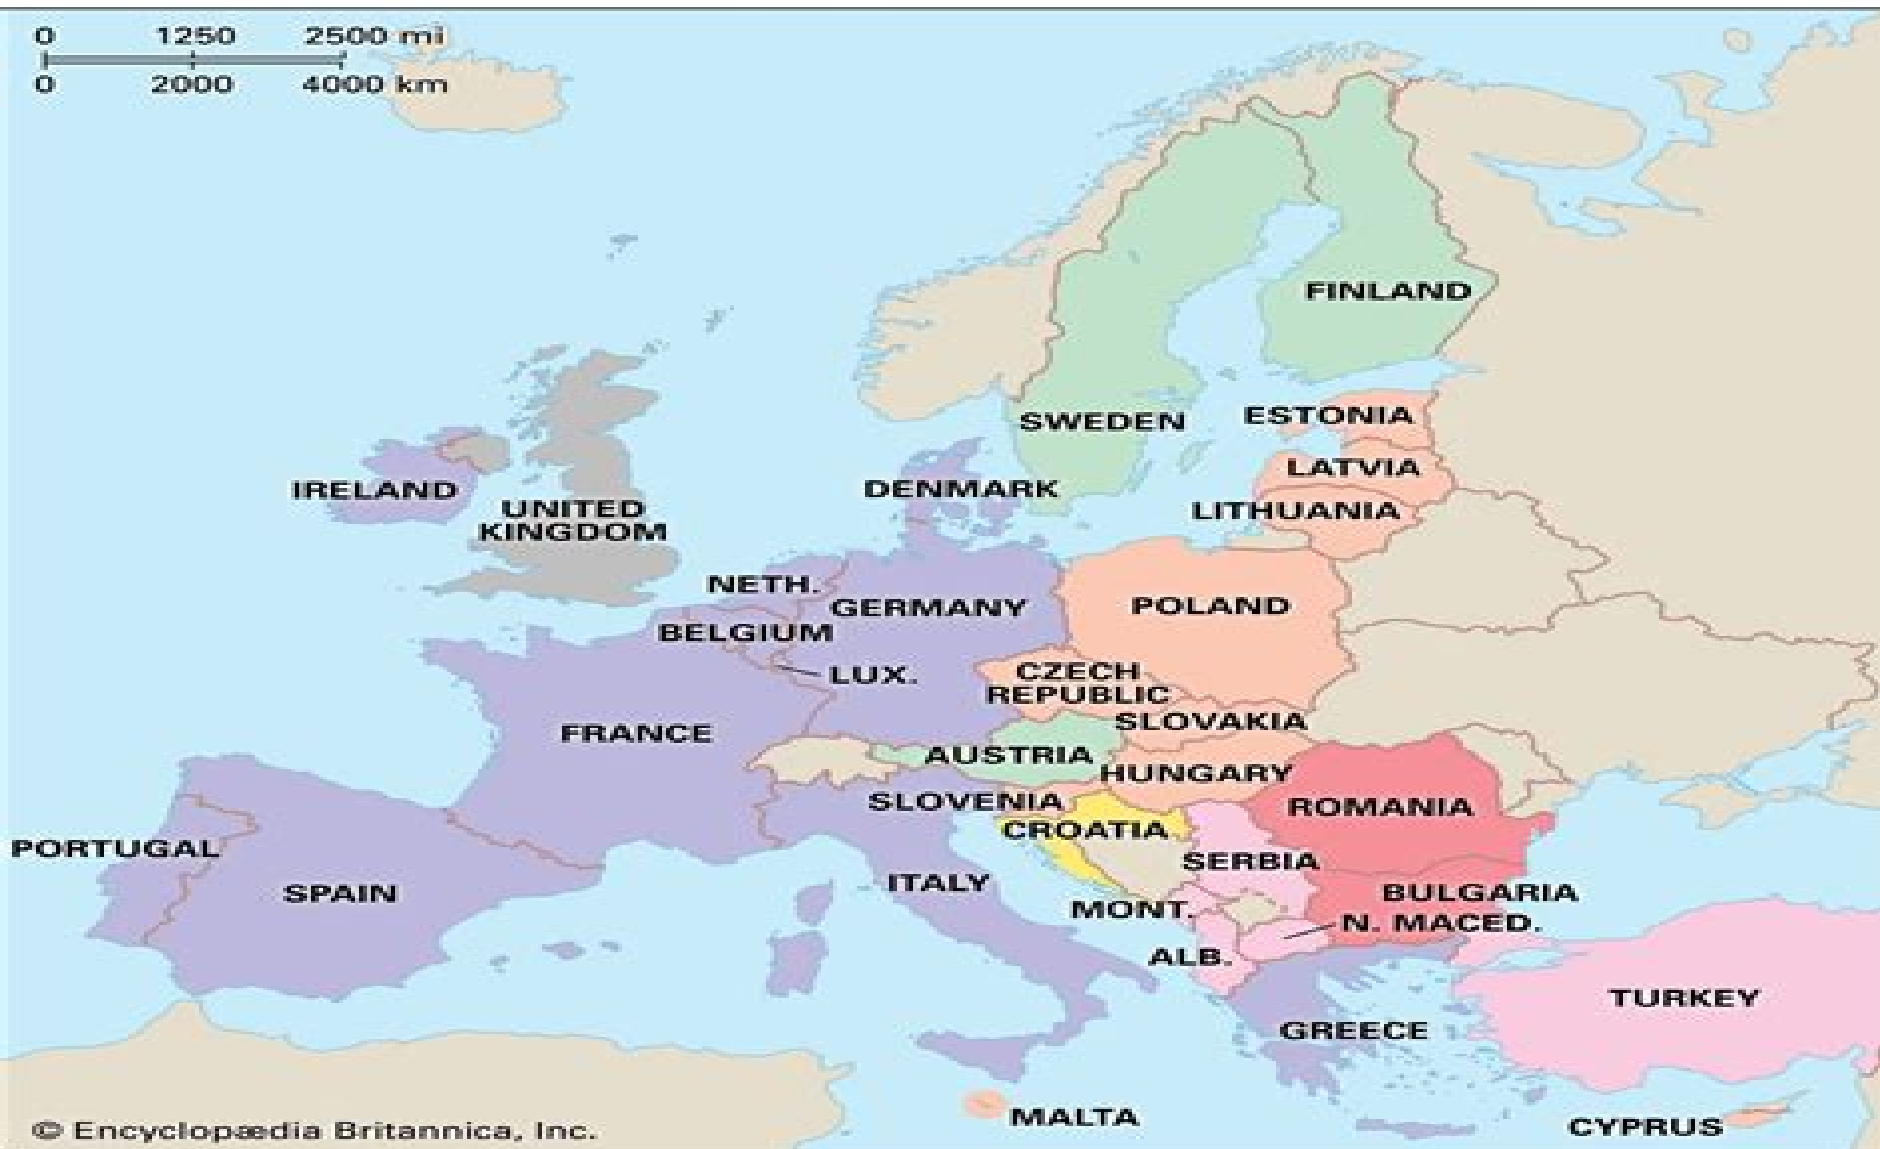 0 1250 2500 mi
0 2000 4000 km
FINLAND
SWEDEN
ESTONIA
LATVIA
LITHUANIA
DENMARK
IRELAND
UNITED
KINGDOM
NETH.
GERMANY
POLAND
BELGIUM
LUX.
CZECH
REPUBLIC
SLOVAKIA
FRANCE
AUSTRIA
HUNGARY
SLOVENIA
ROMANIA
CROATIA
PORTUGAL
SERBIA
SPAIN
ITALY
BULGARIA
MONT.
N. MACED.
ALB.
TURKEY
GREECE
MALTA
CYPRUS
© Encyclopædia Britannica, Inc.